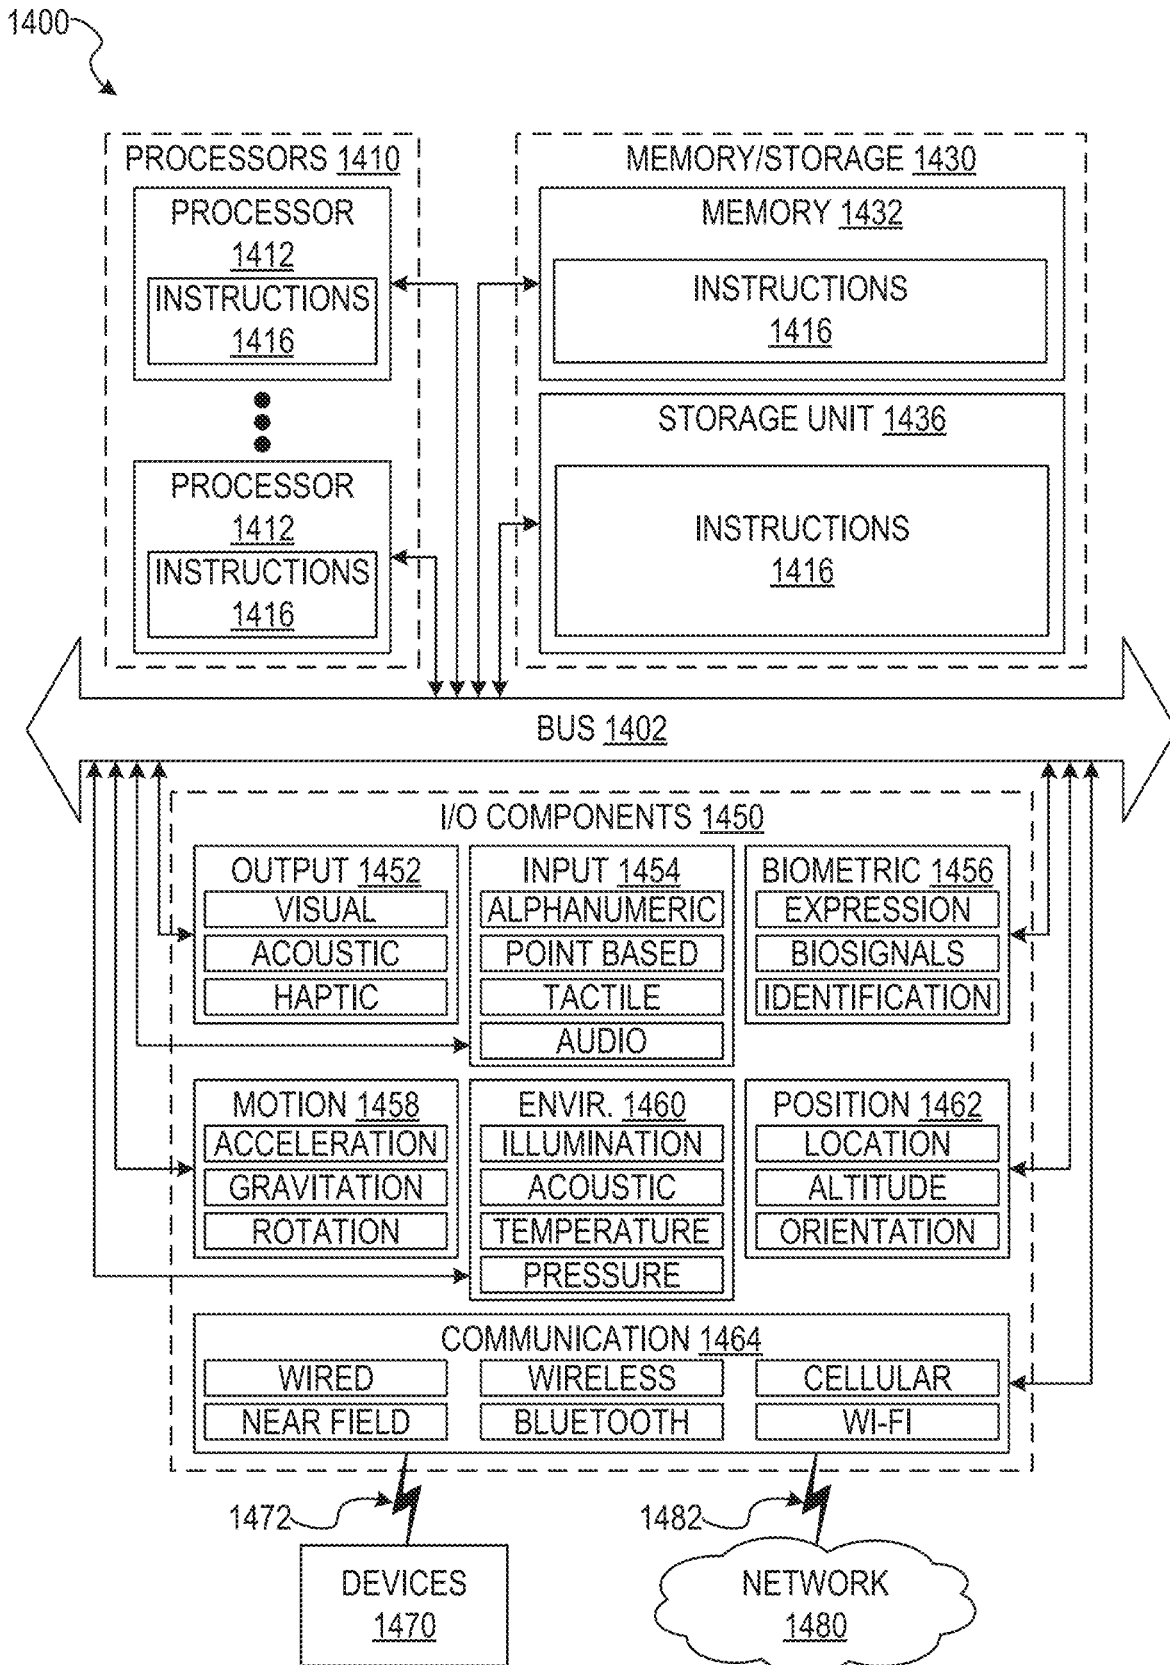 1400
PROCESSORS 1410
PROCESSOR
1412
INSTRUCTIONS
1416
PROCESSOR
1412
INSTRUCTIONS
1416
MEMORY/STORAGE 1430
MEMORY 1432
INSTRUCTIONS
1416
STORAGE UNIT 1436
INSTRUCTIONS
1416
BUS 1402
I/O COMPONENTS 1450
OUTPUT 1452
VISUAL
ACOUSTIC
HAPTIC
INPUT 1454
ALPHANUMERIC
POINT BASED
TACTILE
AUDIO
BIOMETRIC 1456
EXPRESSION
BIOSIGNALS
IDENTIFICATION
MOTION 1458
ACCELERATION
GRAVITATION
ROTATION
ENVIR. 1460
ILLUMINATION
ACOUSTIC
TEMPERATURE
PRESSURE
POSITION 1462
LOCATION
ALTITUDE
ORIENTATION
COMMUNICATION 1464
WIRED
WIRELESS
CELLULAR
NEAR FIELD
BLUETOOTH
WI-FI
1472
1482
DEVICES
1470
NETWORK
1480